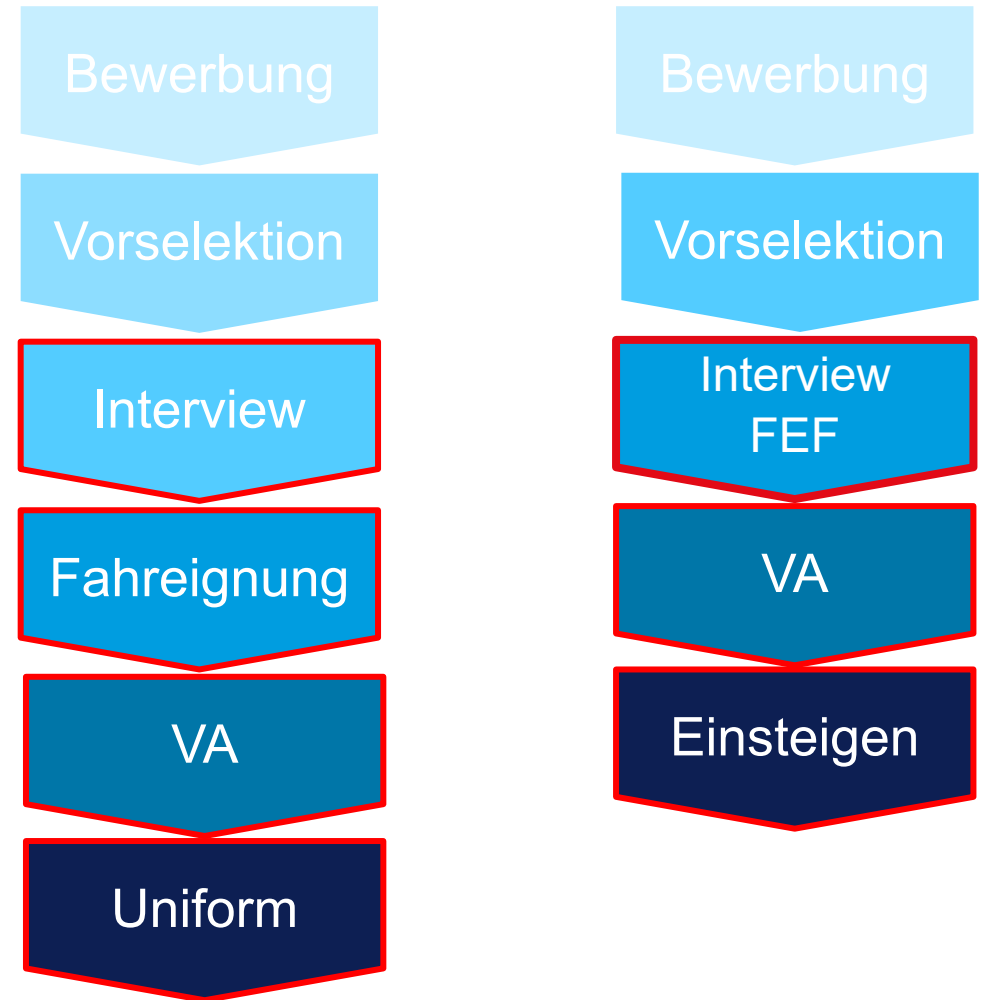 Bewerbung
Vorselektion
Interview
Fahreignung
VA
Uniform
Bewerbung
Vorselektion
Interview
FEF
VA
Einsteigen